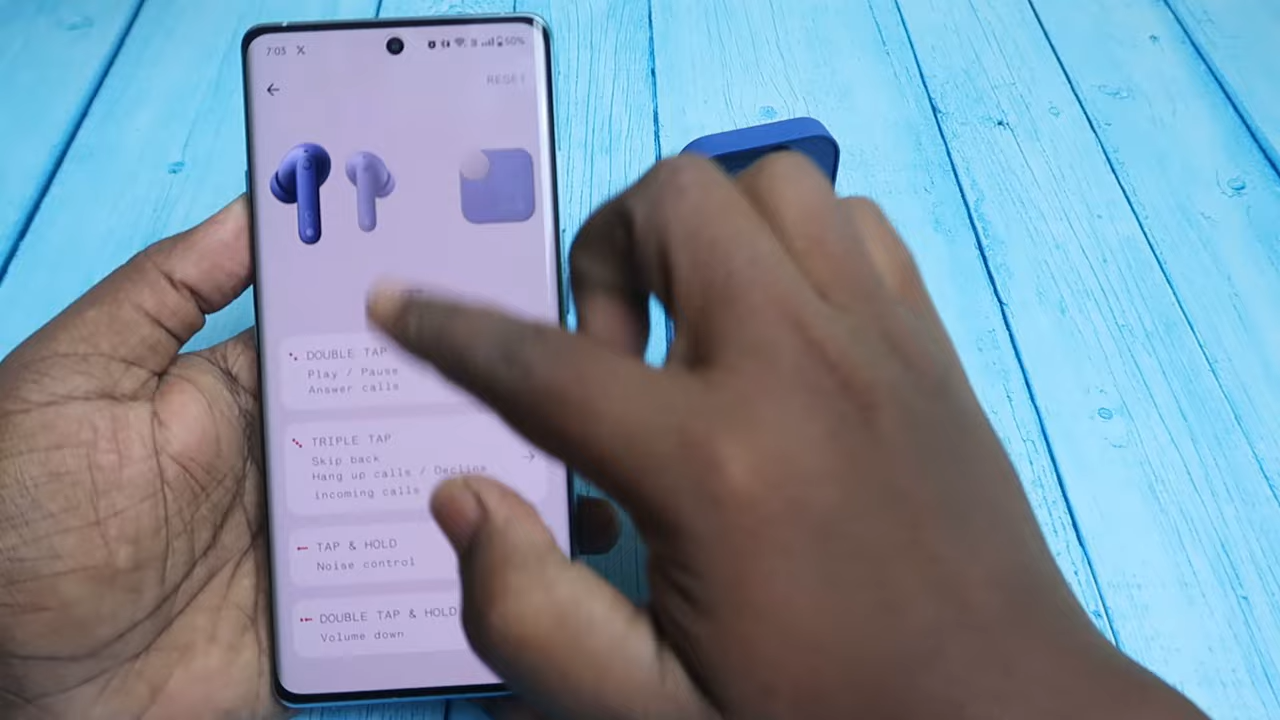 7:03 X 50%
RESET
DOUBLE TAP
Play / Pause
Answer calls
TRIPLE TAP
Skip back
Hang up calls / Decline
incoming calls
TAP & HOLD
Noise control
DOUBLE TAP & HOLD
Volume down